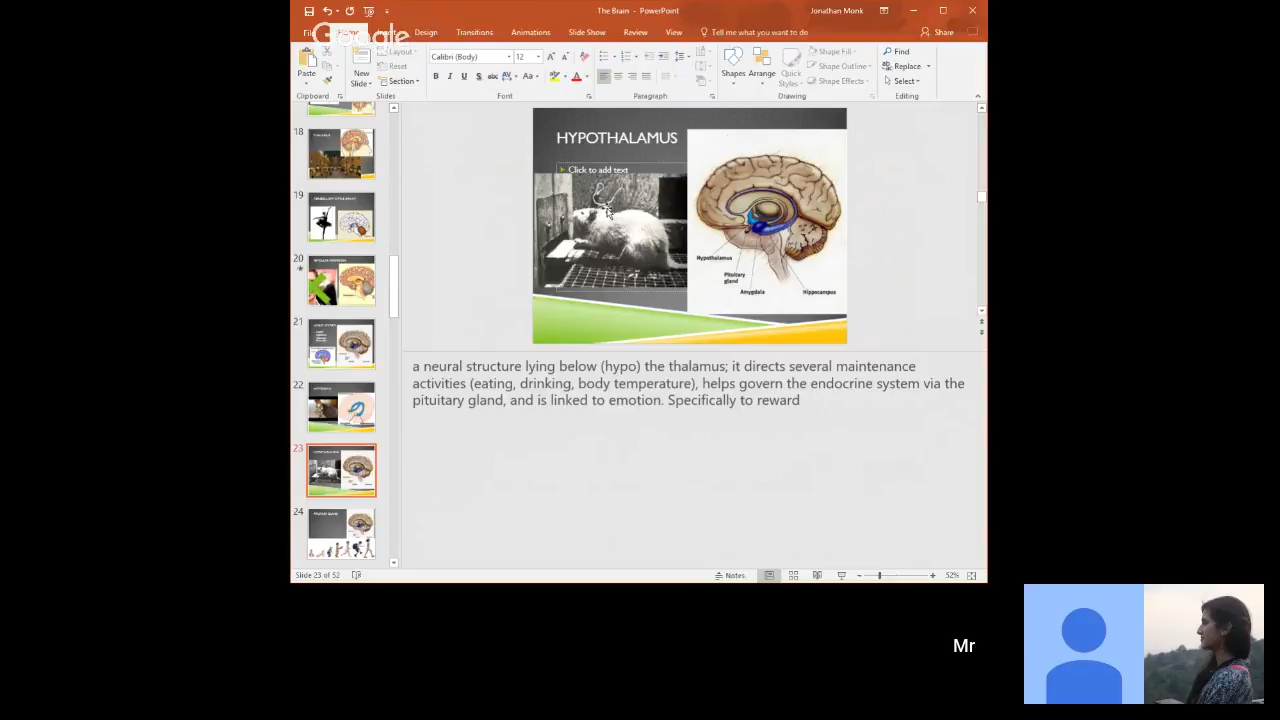 The Brain - PowerPoint
Jonathan Monk
Google
Design
Transitions
Animations
Slide Show
Review
View
Tell me what you want to do
Share
Paste
Clipboard
New
Slide
Layout
Reset
Section
Slides
Calibri (Body)
12
B I U S abc AV Aa A
Font
Paragraph
Shapes
Arrange
Quick
Styles
Shape Fill
Shape Outline
Shape Effects
Drawing
Find
Replace
Select
Editing
18
19
20
21
22
23
24
HYPOTHALAMUS
Click to add text
Hypothalamus
Pituitary
gland
Amygdala
Hippocampus
a neural structure lying below (hypo) the thalamus; it directs several maintenance
activities (eating, drinking, body temperature), helps govern the endocrine system via the
pituitary gland, and is linked to emotion. Specifically to reward
Slide 23 of 52
Notes
52%
Mr